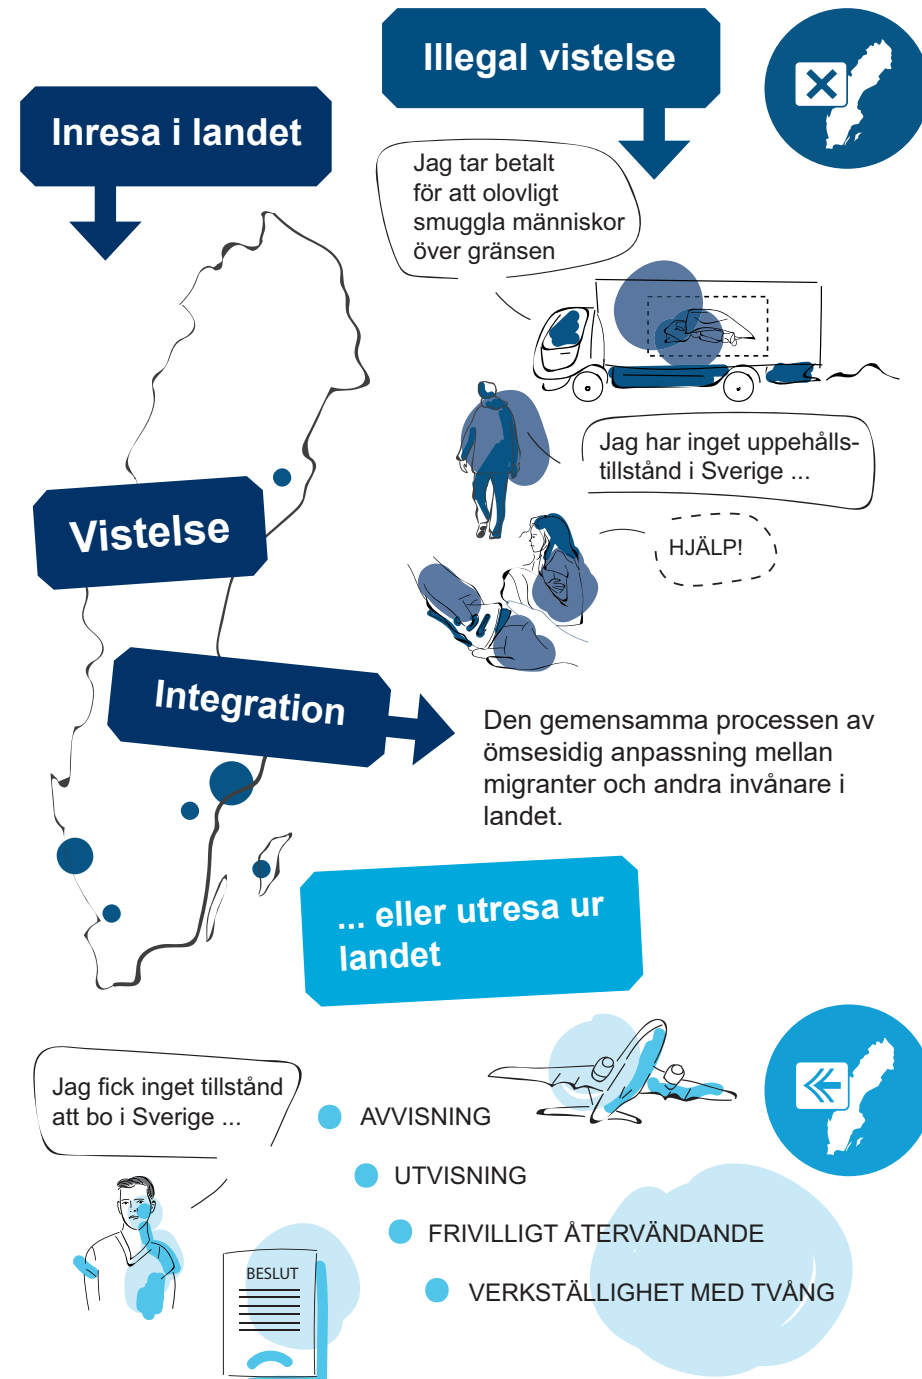 Illegal vistelse
Inresa i landet
Jag tar betalt
för att olovligt
smuggla människor
över gränsen
Jag har inget uppehålls-
tillstånd i Sverige ...
HJÄLP!
Vistelse
Integration
Den gemensamma processen av
ömsesidig anpassning mellan
migranter och andra invånare i
landet.
... eller utresa ur
landet
Jag fick inget tillstånd
att bo i Sverige ...
AVVISNING
UTVISNING
FRIVILLIGT ÅTERVÄNDANDE
VERKSTÄLLIGHET MED TVÅNG
BESLUT